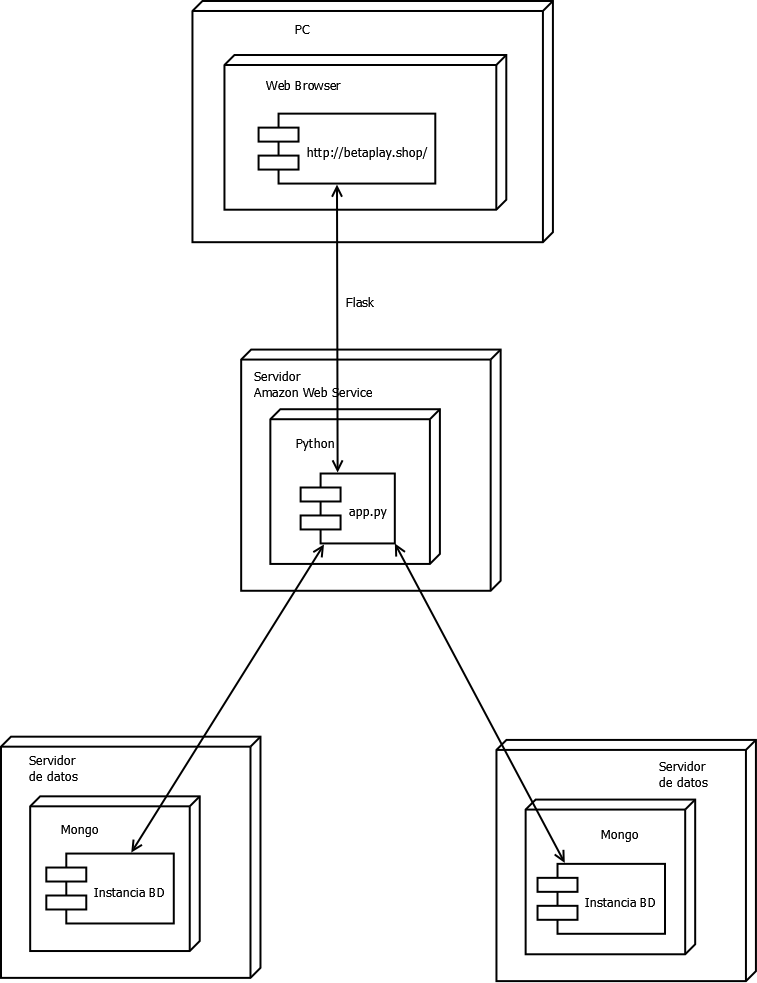 PC
Web Browser
http://betaplay.shop/
Flask
Servidor
Amazon Web Service
Python
app.py
Servidor
de datos
Mongo
Instancia BD
Servidor
de datos
Mongo
Instancia BD